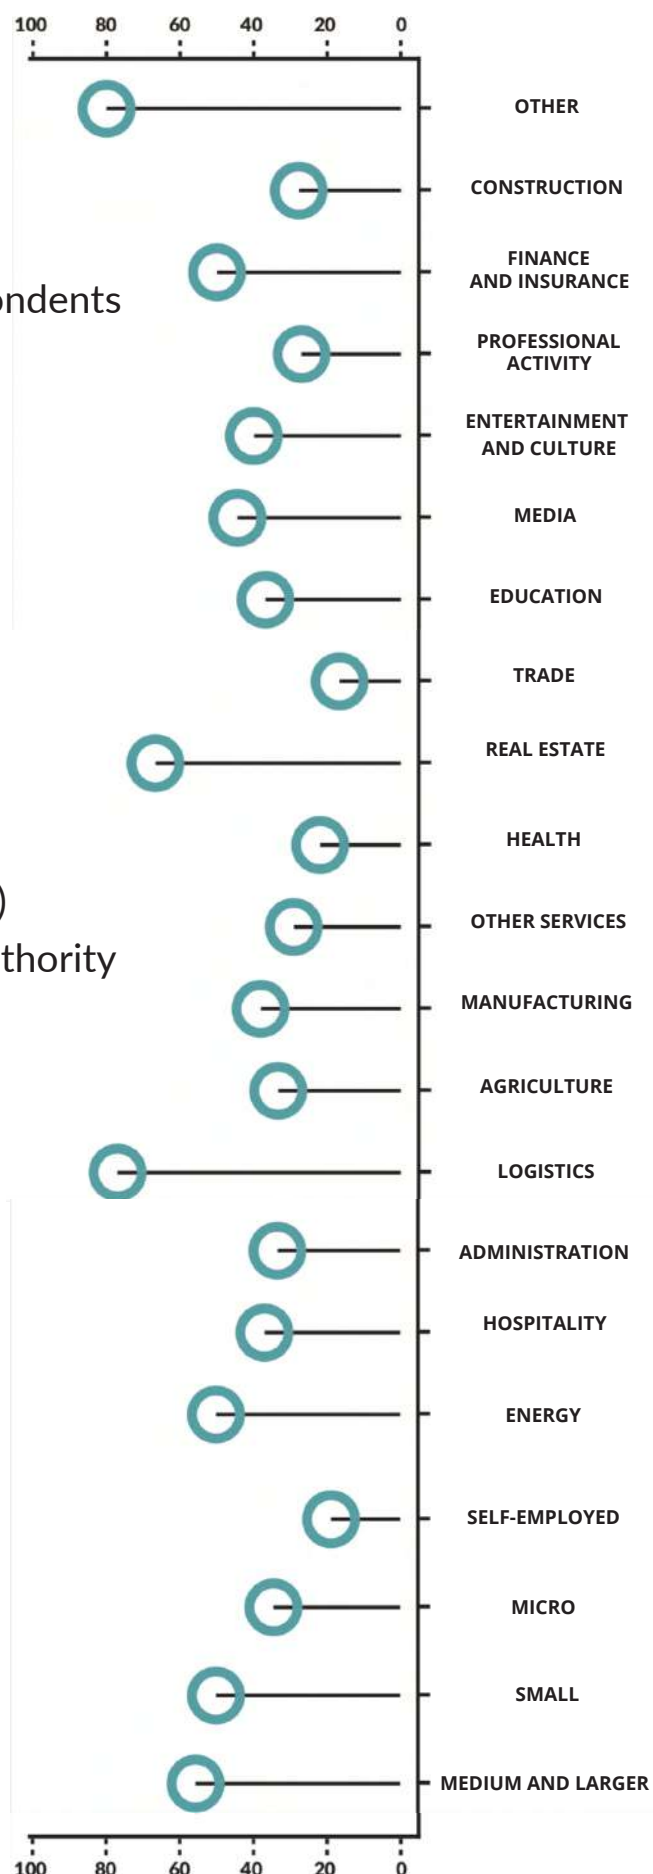 100 80 60 40 20 0
OTHER
CONSTRUCTION
FINANCE
AND INSURANCE
ondents
PROFESSIONAL
ACTIVITY
ENTERTAINMENT
AND CULTURE
MEDIA
EDUCATION
TRADE
REAL ESTATE
HEALTH
)
OTHER SERVICES
thority
MANUFACTURING
AGRICULTURE
LOGISTICS
ADMINISTRATION
HOSPITALITY
ENERGY
SELF-EMPLOYED
MICRO
SMALL
MEDIUM AND LARGER
100 80 60 40 20 0